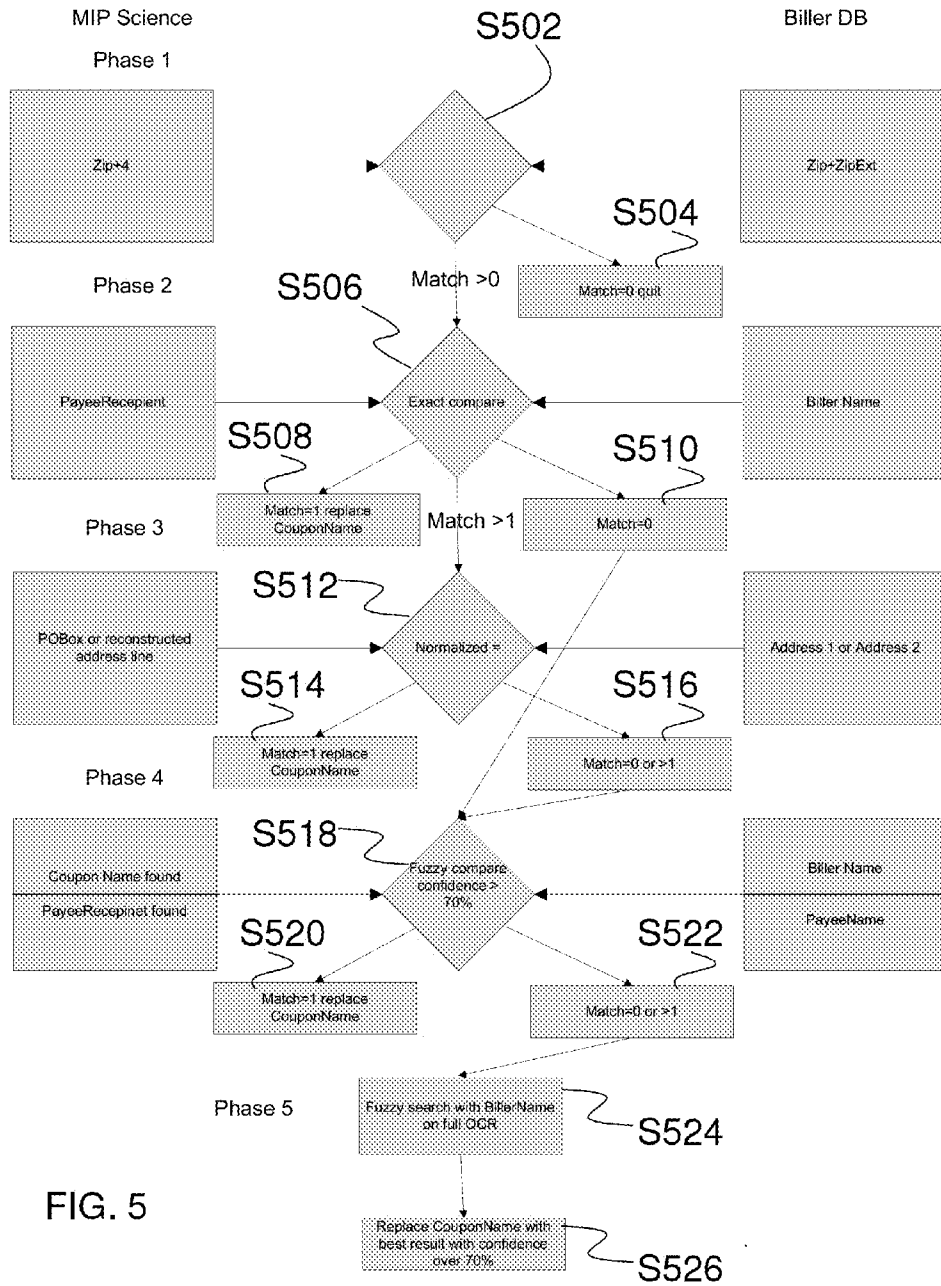 MIP Science
S502
Biller DB
Phase 1
Zip+4
Zip+ZipExt
S504
Match >0
Match=0 quit
Phase 2
S506
PayeeRecepient
Exact compare
Biller Name
S508
S510
Match=1 replace
CouponName
Match >1
Match=0
Phase 3
S512
POBox or reconstructed
address line
Normalized =
Address 1 or Address 2
S514
S516
Match=1 replace
CouponName
Match=0 or >1
Phase 4
S518
Coupon Name found
PayeeRecepinet found
Fuzzy compare
confidence >
70%
Biller Name
PayeeName
S520
S522
Match=1 replace
CouponName
Match=0 or >1
Phase 5
Fuzzy search with BillerName
on full OCR
S524
FIG. 5
Replace CouponName with
best result with confidence
over 70%
S526